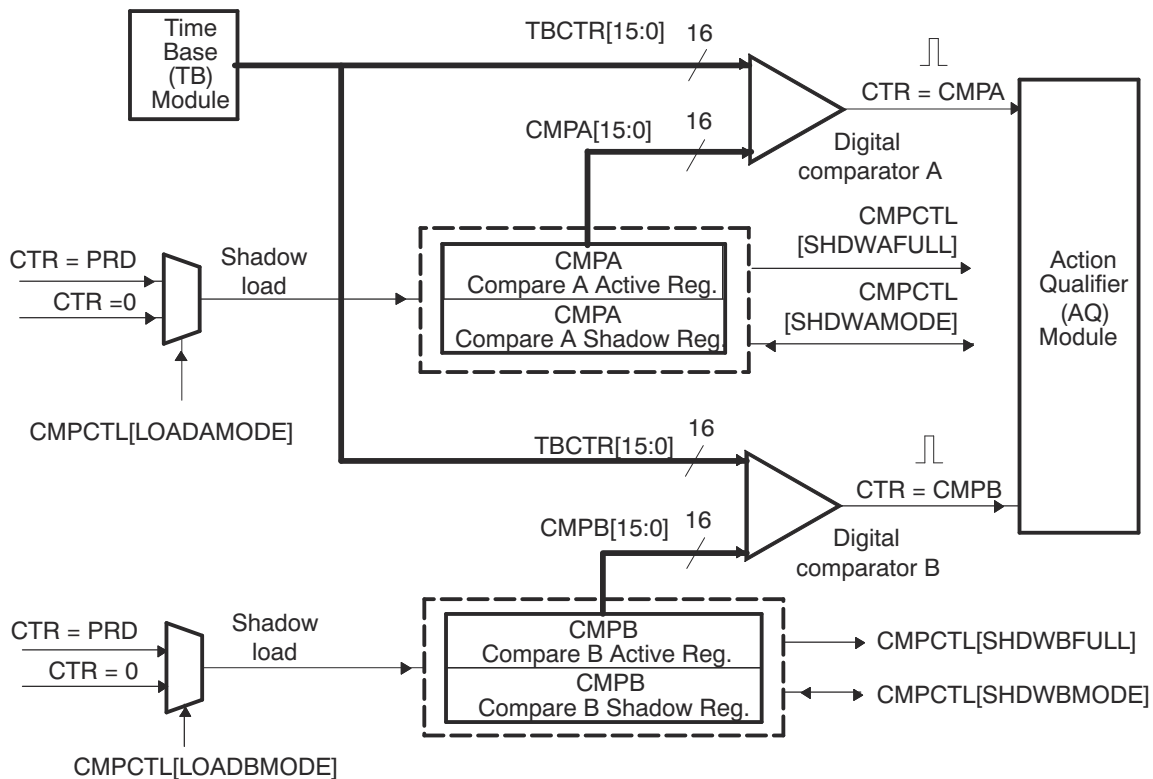 Time
Base
(TB)
Module
TBCTR[15:0]
16
CTR = CMPA
CMPA[15:0]
16
Digital
comparator A
CTR = PRD
CTR =0
Shadow
load
CMPA
Compare A Active Reg.
CMPA
Compare A Shadow Reg.
CMPCTL
[SHDWAFULL]
CMPCTL
[SHDWAMODE]
Action
Qualifier
(AQ)
Module
CMPCTL[LOADAMODE]
TBCTR[15:0]
16
CTR = CMPB
CMPB[15:0]
16
Digital
comparator B
CTR = PRD
CTR = 0
Shadow
load
CMPB
Compare B Active Reg.
CMPB
Compare B Shadow Reg.
CMPCTL[SHDWBFULL]
CMPCTL[SHDWBMODE]
CMPCTL[LOADBMODE]